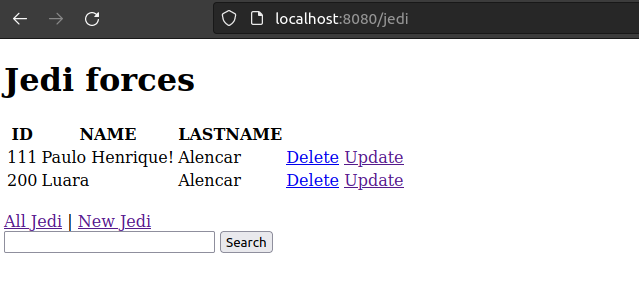 localhost:8080/jedi
Jedi forces
ID NAME LASTNAME
111 Paulo Henrique! Alencar Delete Update
200 Luara Alencar Delete Update
All Jedi | New Jedi
Search